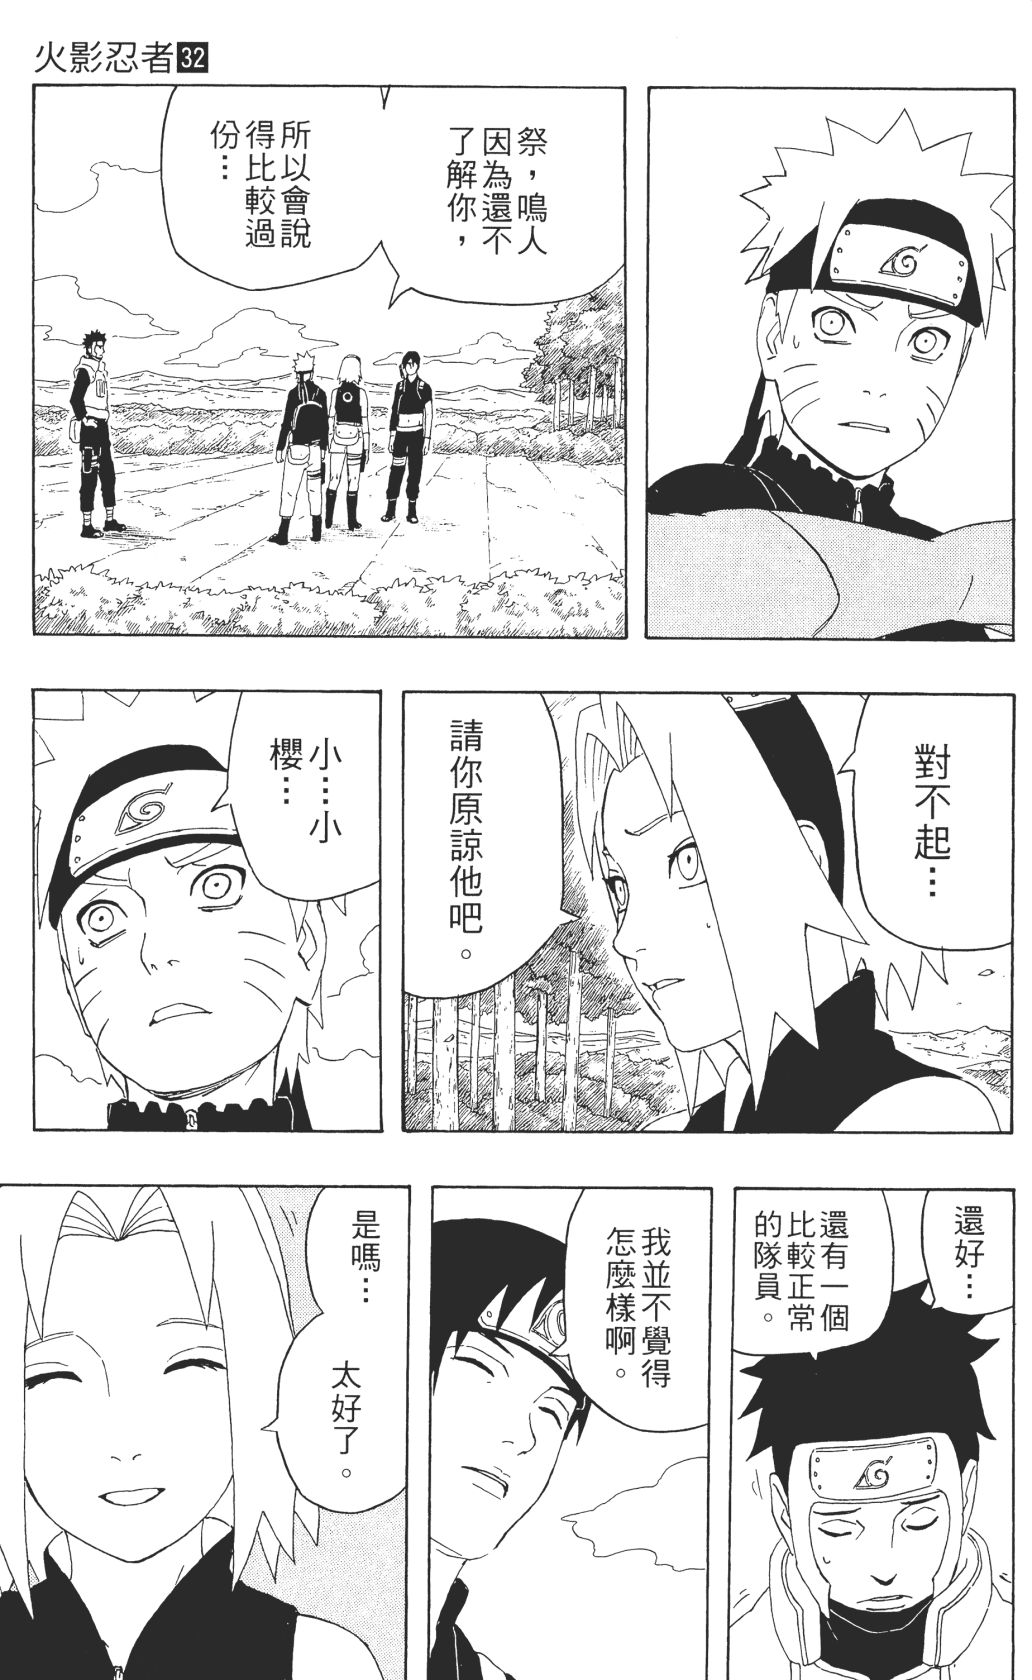 火影忍者32
祭，鳴人
因為還不
了解你，
所以會說
得比較過
份…
對不起…
請你原諒他吧。
小…小
櫻…
還好…
還有一個
比較正常
的隊員。
我並不覺得
怎麼樣啊。
是嗎…
太好了。